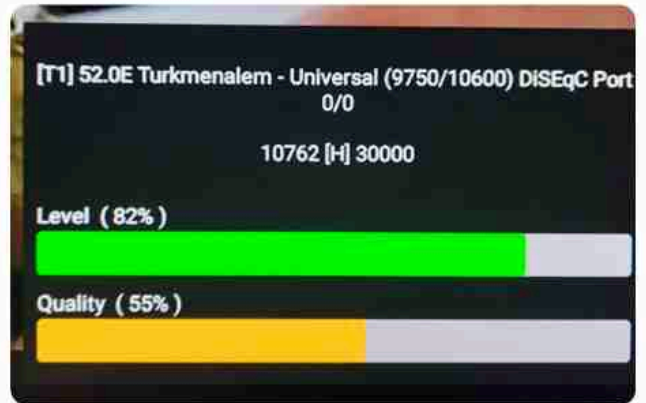 [T1] 52.0E Turkmenalem - Universal (9750/10600) DiSEqC Port
0/0
10762 [H] 30000
Level ( 82% )
Quality ( 55% )